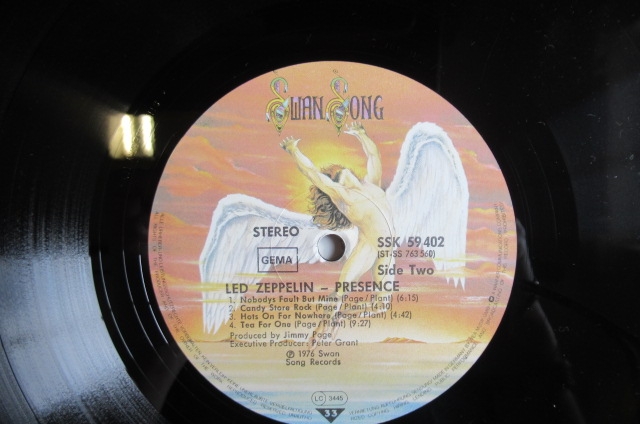 SWAN SONG
STEREO
GEMA
SSK 59 402
(ST-SS 763 560)
Side Two
LED ZEPPELIN – PRESENCE
1. Nobodys Fault But Mine (Page/Plant) (6:15)
2. Candy Store Rock (Page/Plant) (4:10)
3. Hots On For Nowhere (Page/Plant) (4:42)
4. Tea For One (Page/Plant) (9:27)
Produced by Jimmy Page
Executive Producer: Peter Grant
℗ 1976 Swan
Song Records
LC 3445
33